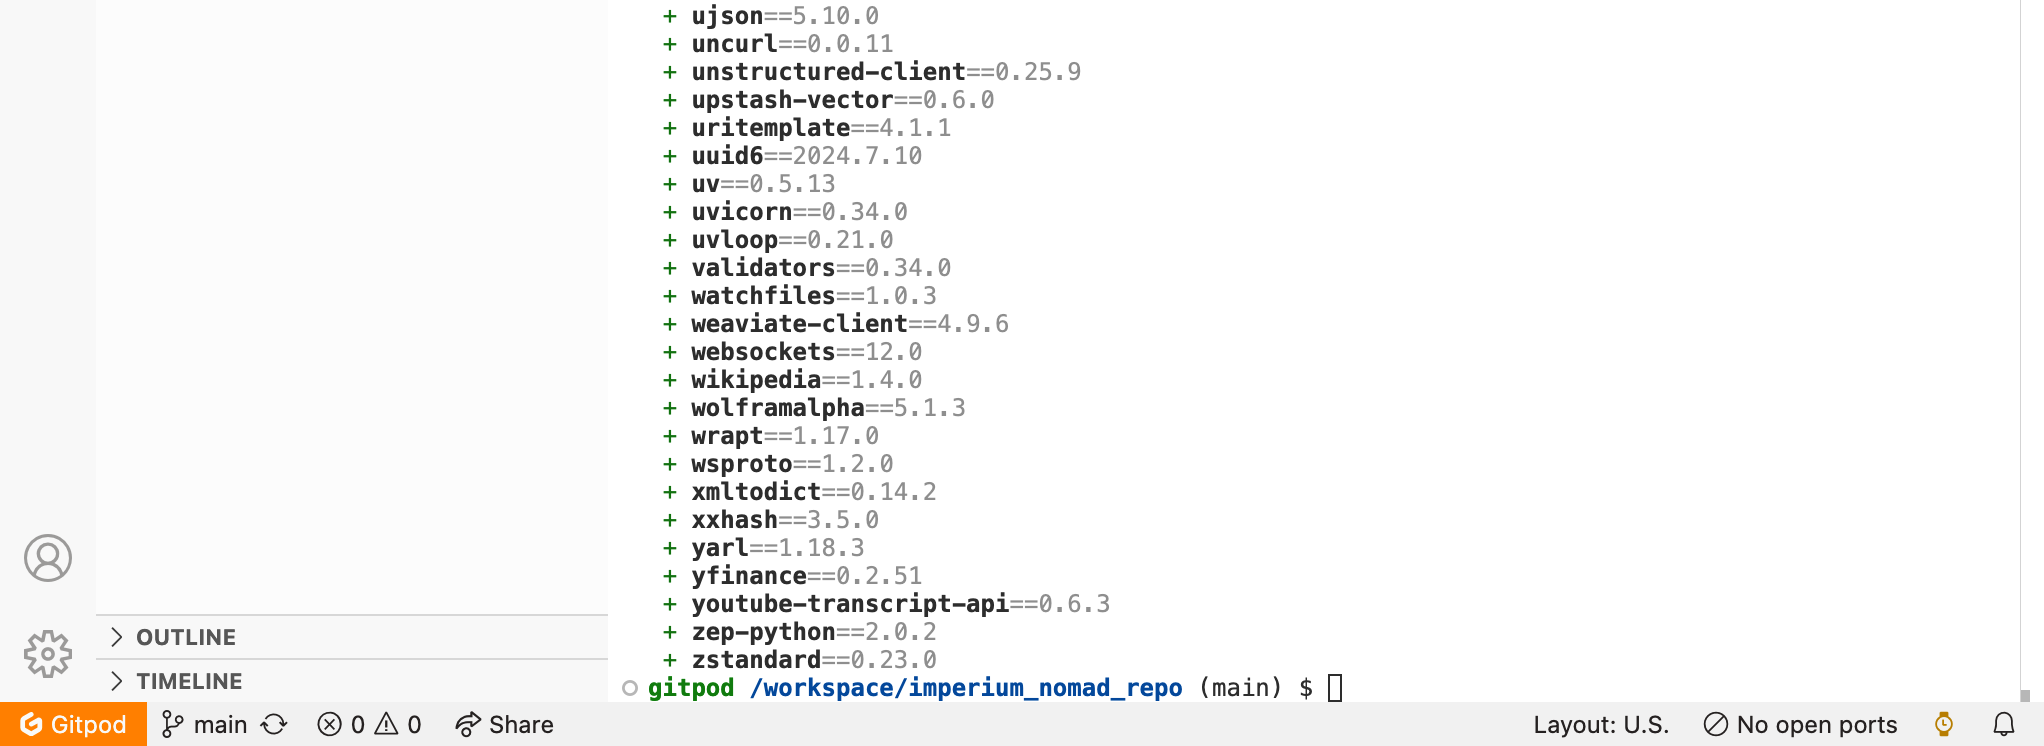 + ujson==5.10.0
+ uncurl==0.0.11
+ unstructured-client==0.25.9
+ upstash-vector==0.6.0
+ uritemplate==4.1.1
+ uuid6==2024.7.10
+ uv==0.5.13
+ uvicorn==0.34.0
+ uvloop==0.21.0
+ validators==0.34.0
+ watchfiles==1.0.3
+ weaviate-client==4.9.6
+ websockets==12.0
+ wikipedia==1.4.0
+ wolframalpha==5.1.3
+ wrapt==1.17.0
+ wsproto==1.2.0
+ xmltodict==0.14.2
+ xxhash==3.5.0
+ yarl==1.18.3
+ yfinance==0.2.51
+ youtube-transcript-api==0.6.3
+ zep-python==2.0.2
+ zstandard==0.23.0
gitpod /workspace/imperium_nomad_repo (main) $
OUTLINE
TIMELINE
Gitpod main 0 0 Share Layout: U.S. No open ports